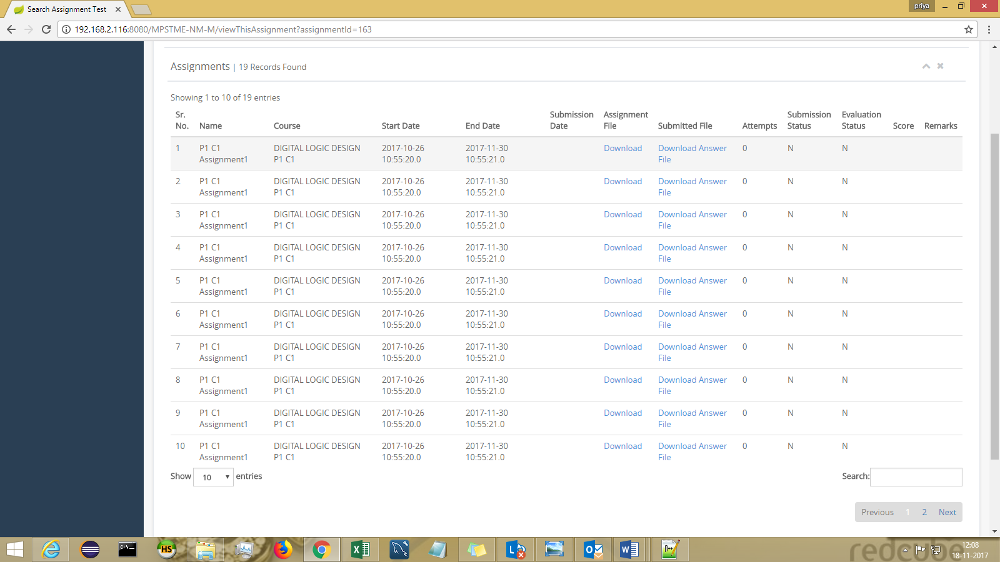 Search Assignment Test
priya
192.168.2.116:8080/MPSTME-NM-M/viewThisAssignment?assignmentId=163
Assignments | 19 Records Found
Showing 1 to 10 of 19 entries
Sr. No. Name Course Start Date End Date Submission Date Assignment File Submitted File Attempts Submission Status Evaluation Status Score Remarks
1 P1 C1 DIGITAL LOGIC DESIGN 2017-10-26 2017-11-30 Download Download Answer 0 N N
Assignment1 P1 C1 10:55:20.0 10:55:21.0 File
2 P1 C1 DIGITAL LOGIC DESIGN 2017-10-26 2017-11-30 Download Download Answer 0 N N
Assignment1 P1 C1 10:55:20.0 10:55:21.0 File
3 P1 C1 DIGITAL LOGIC DESIGN 2017-10-26 2017-11-30 Download Download Answer 0 N N
Assignment1 P1 C1 10:55:20.0 10:55:21.0 File
4 P1 C1 DIGITAL LOGIC DESIGN 2017-10-26 2017-11-30 Download Download Answer 0 N N
Assignment1 P1 C1 10:55:20.0 10:55:21.0 File
5 P1 C1 DIGITAL LOGIC DESIGN 2017-10-26 2017-11-30 Download Download Answer 0 N N
Assignment1 P1 C1 10:55:20.0 10:55:21.0 File
6 P1 C1 DIGITAL LOGIC DESIGN 2017-10-26 2017-11-30 Download Download Answer 0 N N
Assignment1 P1 C1 10:55:20.0 10:55:21.0 File
7 P1 C1 DIGITAL LOGIC DESIGN 2017-10-26 2017-11-30 Download Download Answer 0 N N
Assignment1 P1 C1 10:55:20.0 10:55:21.0 File
8 P1 C1 DIGITAL LOGIC DESIGN 2017-10-26 2017-11-30 Download Download Answer 0 N N
Assignment1 P1 C1 10:55:20.0 10:55:21.0 File
9 P1 C1 DIGITAL LOGIC DESIGN 2017-10-26 2017-11-30 Download Download Answer 0 N N
Assignment1 P1 C1 10:55:20.0 10:55:21.0 File
10 P1 C1 DIGITAL LOGIC DESIGN 2017-10-26 2017-11-30 Download Download Answer 0 N N
Assignment1 P1 C1 10:55:20.0 10:55:21.0 File
Show 10 entries Search:
Previous 1 2 Next
HS
redcube
12:08
18-11-2017